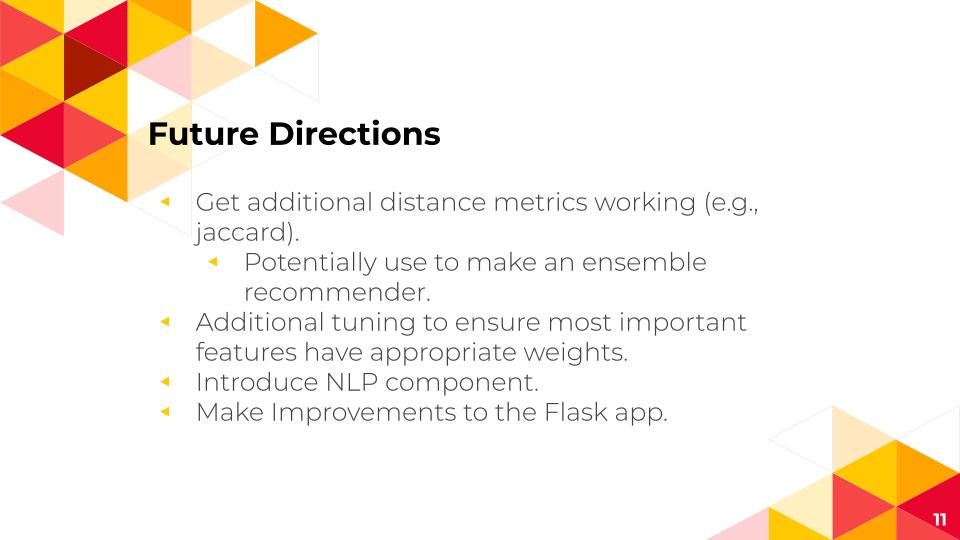 Future Directions
Get additional distance metrics working (e.g.,
jaccard).
Potentially use to make an ensemble
recommender.
Additional tuning to ensure most important
features have appropriate weights.
Introduce NLP component.
Make Improvements to the Flask app.
11